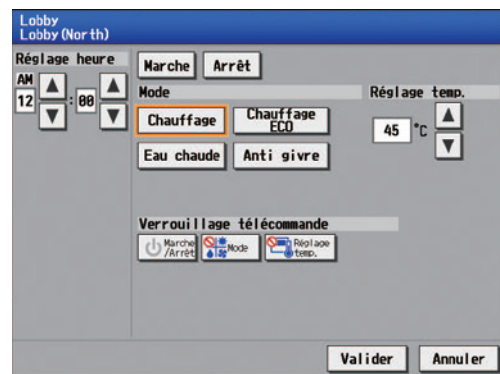 Lobby
Lobby(North)
Réglage heure
AM
12 : 00
Marche
Arrêt
Mode
Chauffage
Chauffage
ECO
Eau chaude
Anti givre
Réglage temp.
45 °C
Verrouillage télécommande
Marche
/Arrêt
Mode
Réglage
temp.
Valider
Annuler